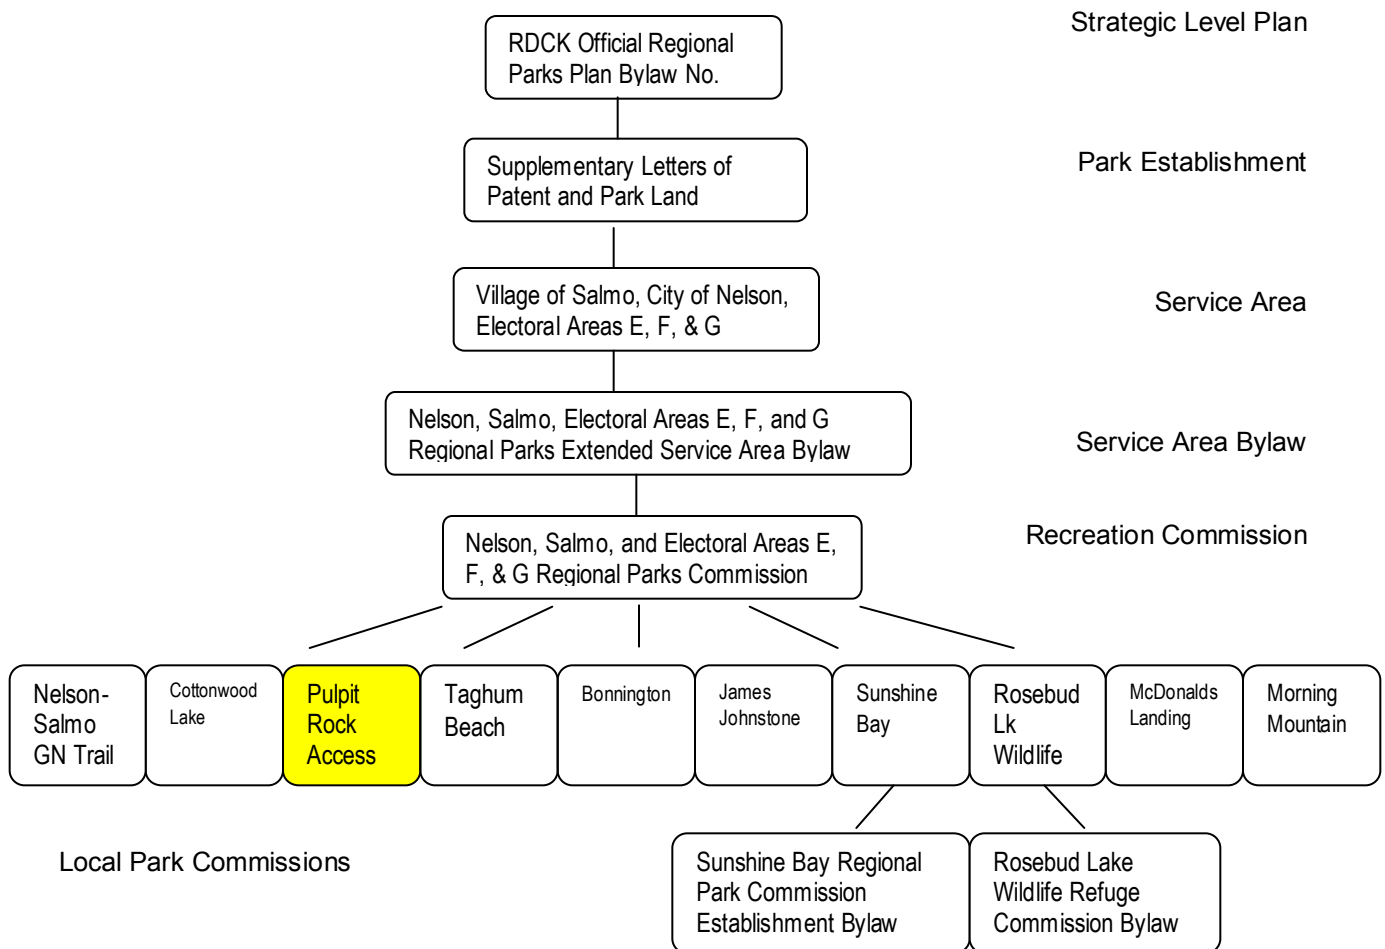 Strategic Level Plan
RDCK Official Regional
Parks Plan Bylaw No.
Park Establishment
Supplementary Letters of
Patent and Park Land
Service Area
Village of Salmo, City of Nelson,
Electoral Areas E, F, & G
Service Area Bylaw
Nelson, Salmo, Electoral Areas E, F, and G
Regional Parks Extended Service Area Bylaw
Recreation Commission
Nelson, Salmo, and Electoral Areas E,
F, & G Regional Parks Commission
Nelson-
Salmo
GN Trail
Cottonwood
Lake
Pulpit
Rock
Access
Taghum
Beach
Bonnington
James
Johnstone
Sunshine
Bay
Rosebud
Lk
Wildlife
McDonalds
Landing
Morning
Mountain
Local Park Commissions
Sunshine Bay Regional
Park Commission
Establishment Bylaw
Rosebud Lake
Wildlife Refuge
Commission Bylaw